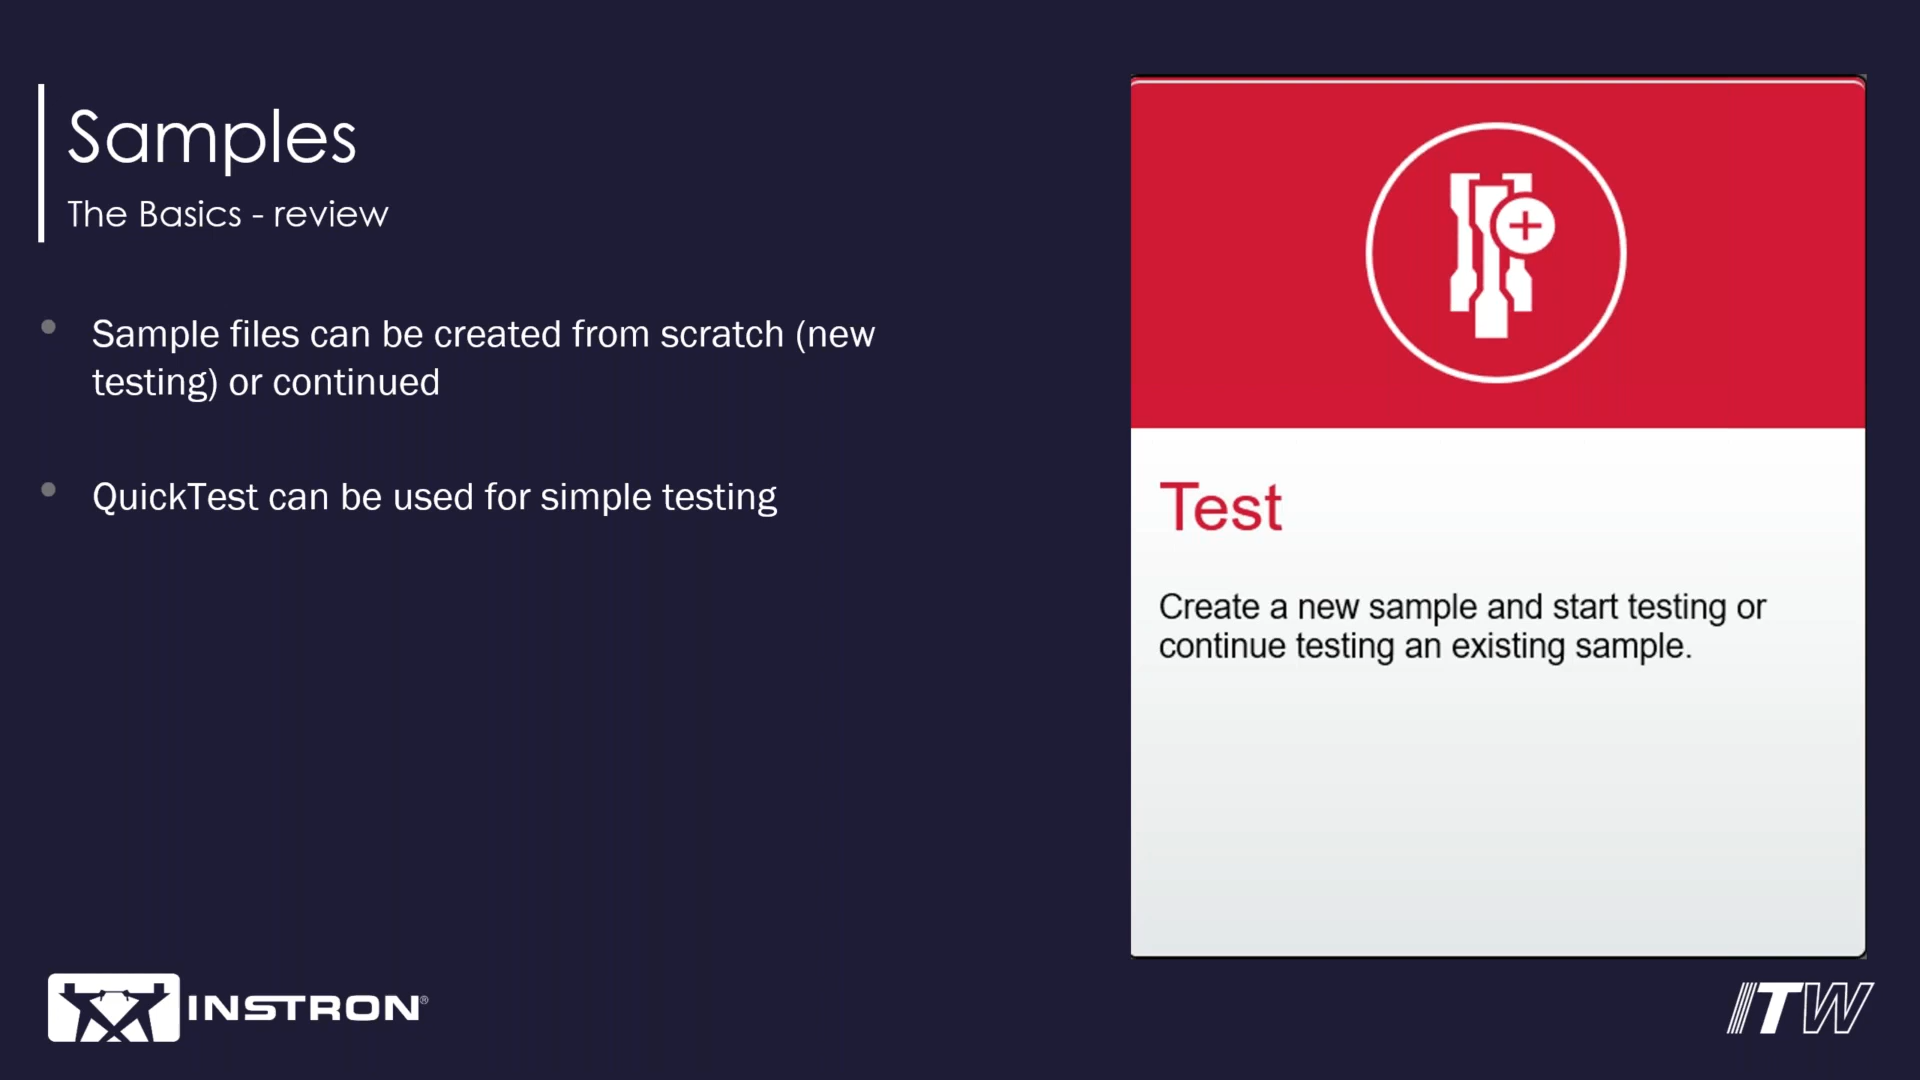 Samples
The Basics - review
Sample files can be created from scratch (new
testing) or continued
QuickTest can be used for simple testing
Test
Create a new sample and start testing or
continue testing an existing sample.
INSTRON®
ITW